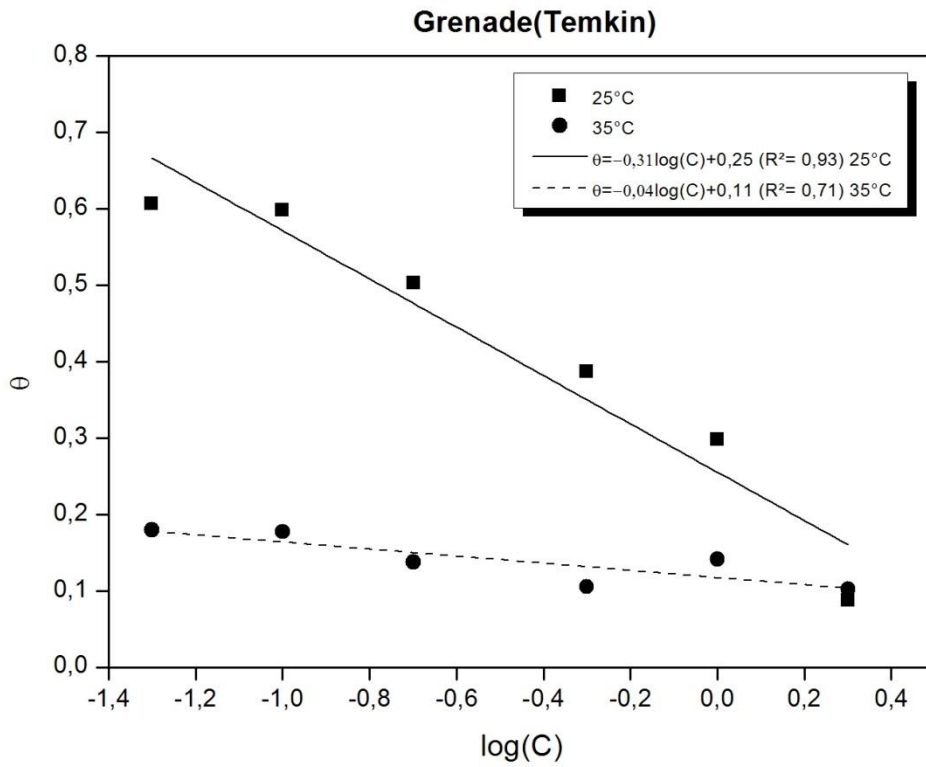 Grenade(Temkin)
0,8
0,7
0,6
0,5
0,4
0,3
0,2
0,1
0,0
θ
-1,4 -1,2 -1,0 -0,8 -0,6 -0,4 -0,2 0,0 0,2 0,4
log(C)
25°C
35°C
θ=−0,31log(C)+0,25 (R²= 0,93) 25°C
θ=−0,04log(C)+0,11 (R²= 0,71) 35°C